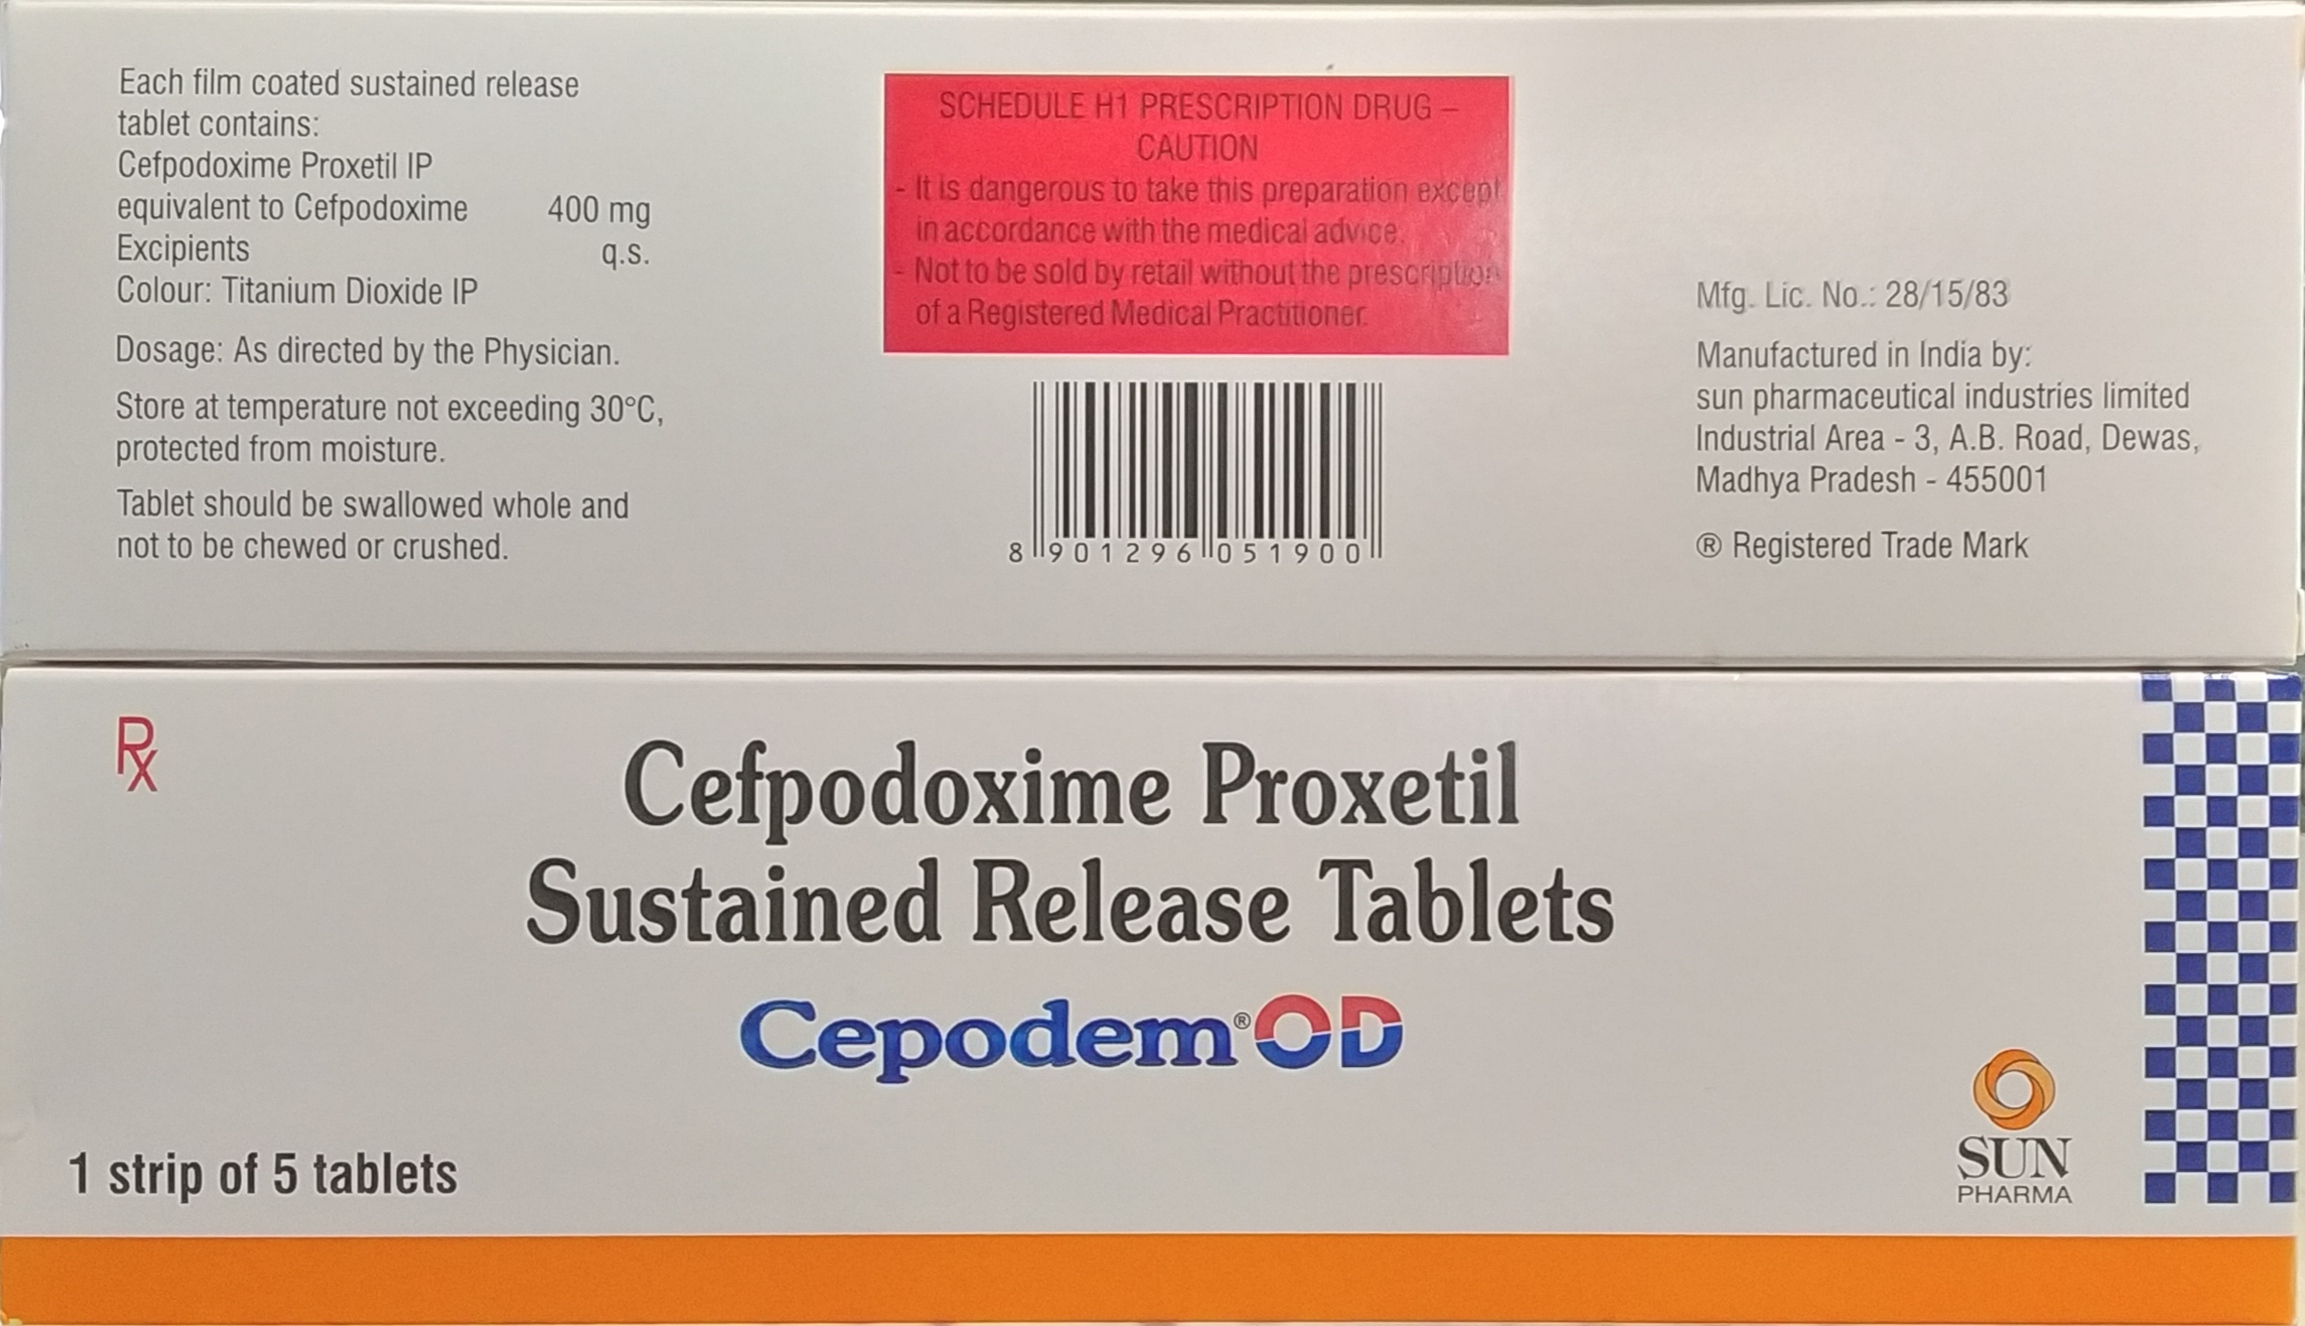 Each film coated sustained release
tablet contains:
Cefpodoxime Proxetil IP
equivalent to Cefpodoxime 400 mg
Excipients q.s.
Colour: Titanium Dioxide IP
Dosage: As directed by the Physician.
Store at temperature not exceeding 30°C,
protected from moisture.
Tablet should be swallowed whole and
not to be chewed or crushed.
SCHEDULE H1 PRESCRIPTION DRUG –
CAUTION
- It is dangerous to take this preparation except
in accordance with the medical advice.
- Not to be sold by retail without the prescription
of a Registered Medical Practitioner.
8 901296 051900
Mfg. Lic. No.: 28/15/83
Manufactured in India by:
sun pharmaceutical industries limited
Industrial Area - 3, A.B. Road, Dewas,
Madhya Pradesh - 455001
® Registered Trade Mark
Rx
Cefpodoxime Proxetil
Sustained Release Tablets
Cepodem® OD
1 strip of 5 tablets
SUN
PHARMA